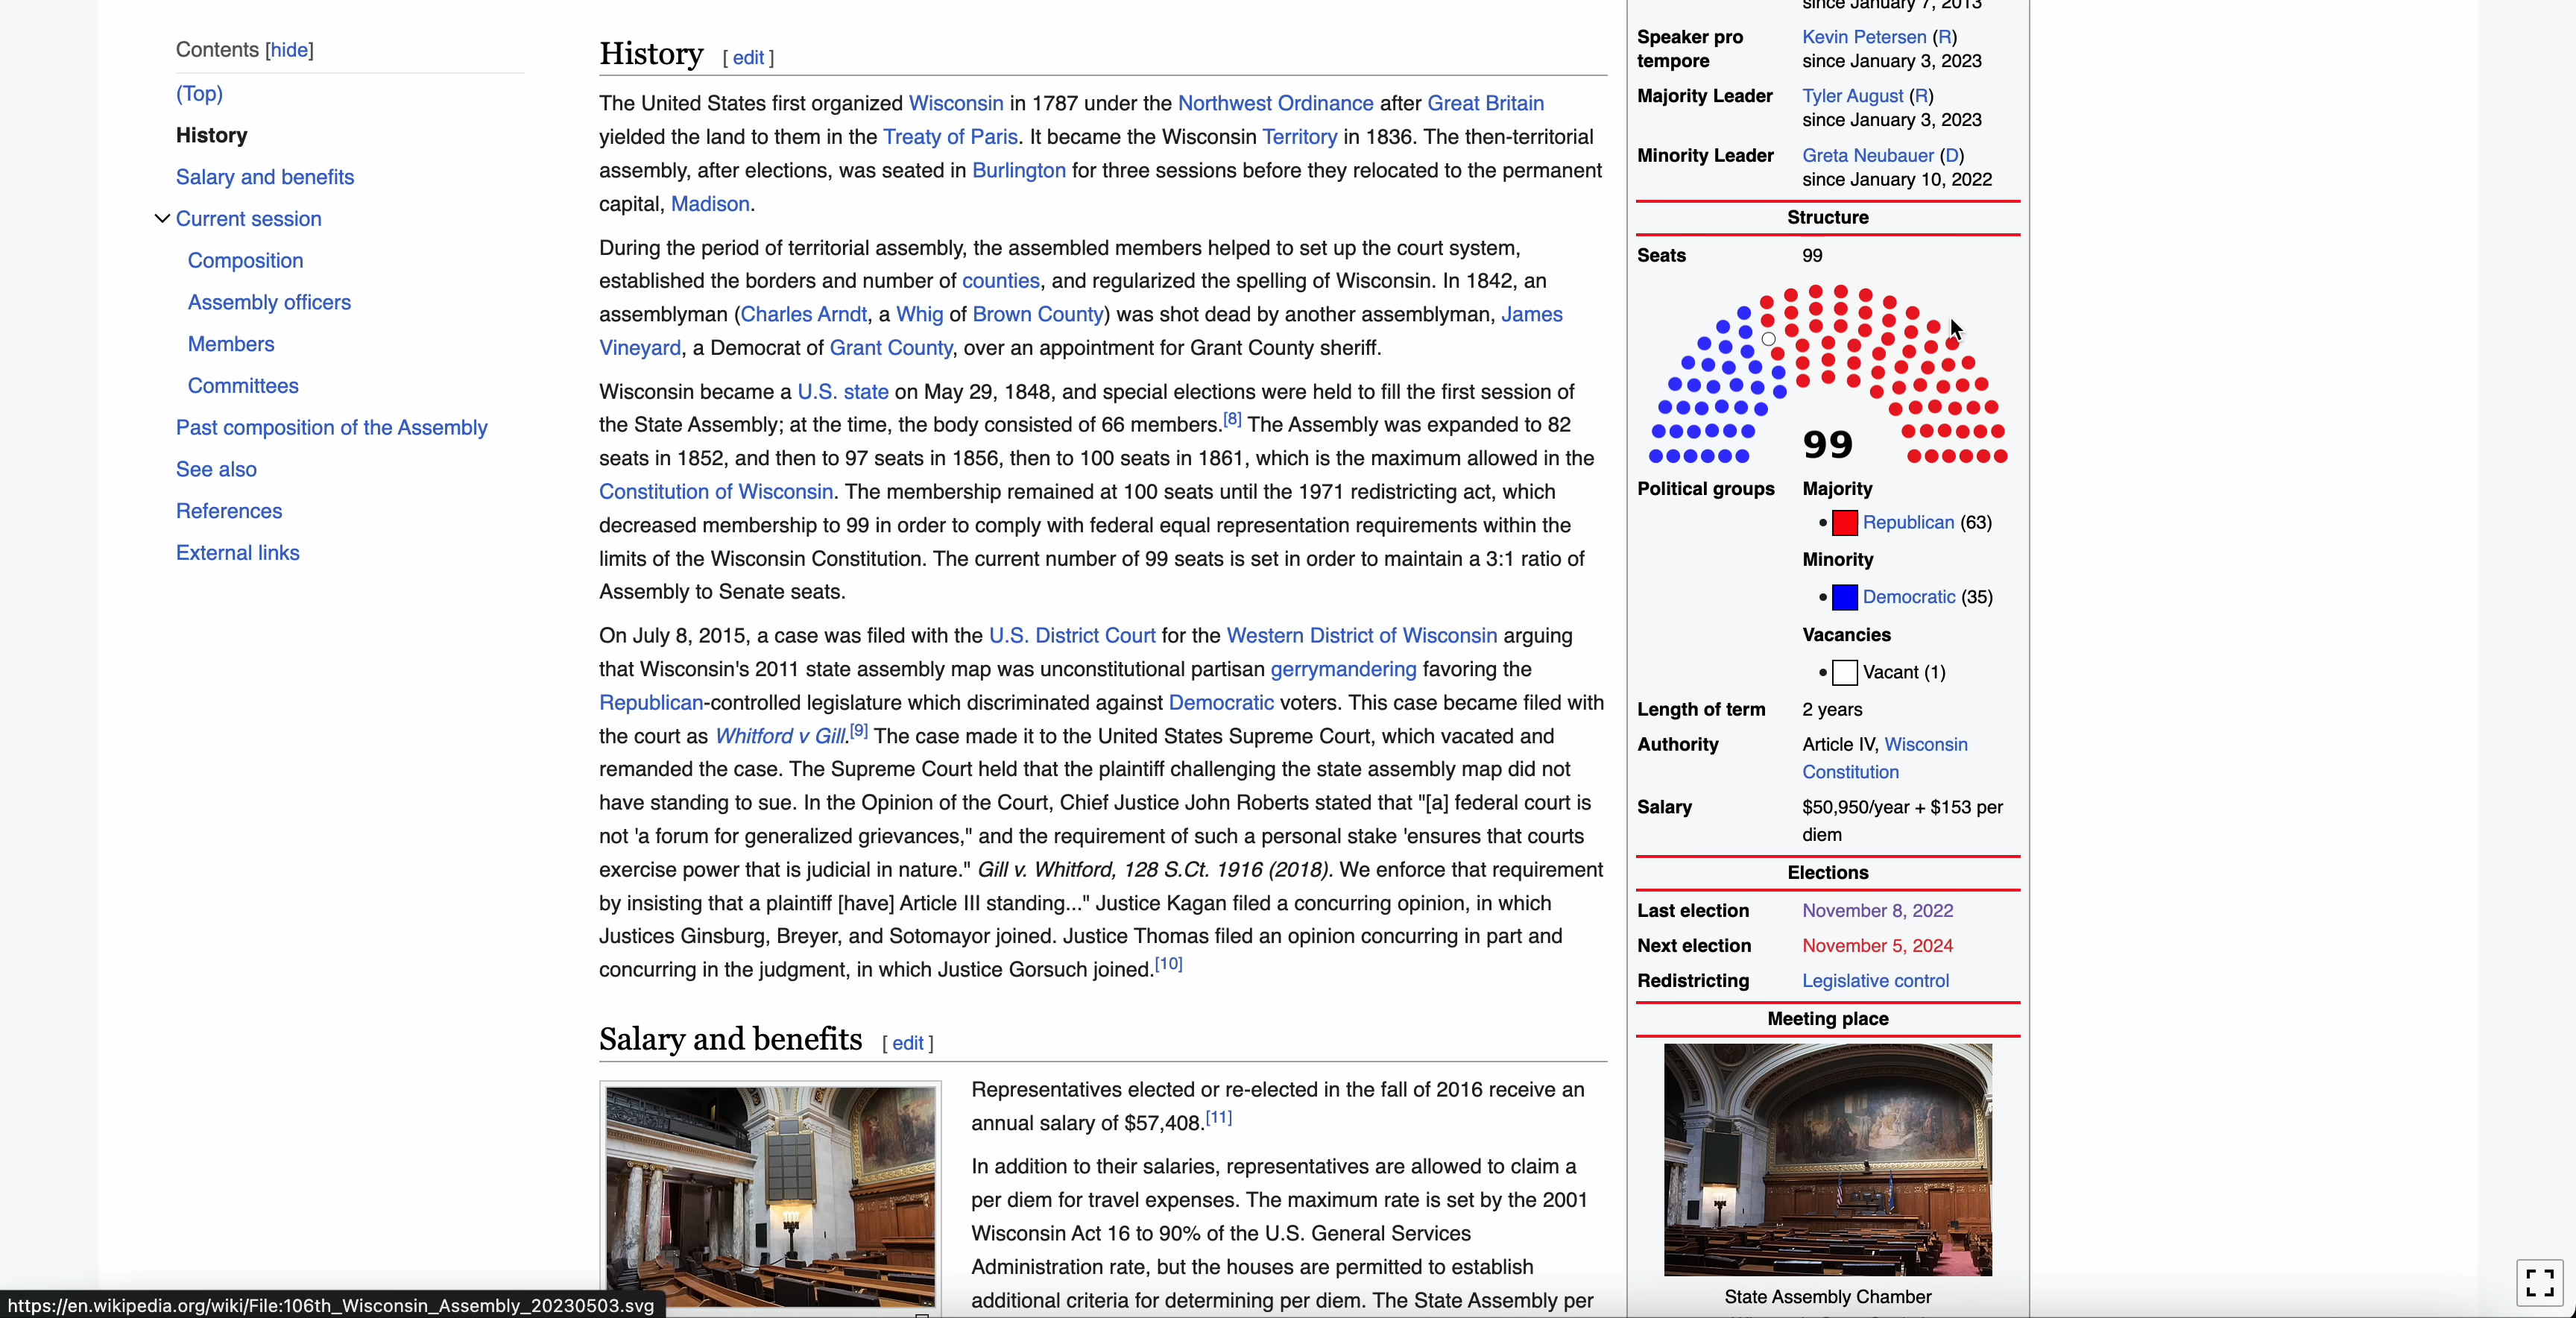 Contents [hide]
(Top)
History
Salary and benefits
Current session
Composition
Assembly officers
Members
Committees
Past composition of the Assembly
See also
References
External links
History [ edit ]
The United States first organized Wisconsin in 1787 under the Northwest Ordinance after Great Britain
yielded the land to them in the Treaty of Paris. It became the Wisconsin Territory in 1836. The then-territorial
assembly, after elections, was seated in Burlington for three sessions before they relocated to the permanent
capital, Madison.
During the period of territorial assembly, the assembled members helped to set up the court system,
established the borders and number of counties, and regularized the spelling of Wisconsin. In 1842, an
assemblyman (Charles Arndt, a Whig of Brown County) was shot dead by another assemblyman, James
Vineyard, a Democrat of Grant County, over an appointment for Grant County sheriff.
Wisconsin became a U.S. state on May 29, 1848, and special elections were held to fill the first session of
the State Assembly; at the time, the body consisted of 66 members.[8] The Assembly was expanded to 82
seats in 1852, and then to 97 seats in 1856, then to 100 seats in 1861, which is the maximum allowed in the
Constitution of Wisconsin. The membership remained at 100 seats until the 1971 redistricting act, which
decreased membership to 99 in order to comply with federal equal representation requirements within the
limits of the Wisconsin Constitution. The current number of 99 seats is set in order to maintain a 3:1 ratio of
Assembly to Senate seats.
On July 8, 2015, a case was filed with the U.S. District Court for the Western District of Wisconsin arguing
that Wisconsin's 2011 state assembly map was unconstitutional partisan gerrymandering favoring the
Republican-controlled legislature which discriminated against Democratic voters. This case became filed with
the court as Whitford v Gill.[9] The case made it to the United States Supreme Court, which vacated and
remanded the case. The Supreme Court held that the plaintiff challenging the state assembly map did not
have standing to sue. In the Opinion of the Court, Chief Justice John Roberts stated that "[a] federal court is
not 'a forum for generalized grievances," and the requirement of such a personal stake 'ensures that courts
exercise power that is judicial in nature." Gill v. Whitford, 128 S.Ct. 1916 (2018). We enforce that requirement
by insisting that a plaintiff [have] Article III standing..." Justice Kagan filed a concurring opinion, in which
Justices Ginsburg, Breyer, and Sotomayor joined. Justice Thomas filed an opinion concurring in part and
concurring in the judgment, in which Justice Gorsuch joined.[10]
Salary and benefits [ edit ]
Representatives elected or re-elected in the fall of 2016 receive an
annual salary of $57,408.[11]
In addition to their salaries, representatives are allowed to claim a
per diem for travel expenses. The maximum rate is set by the 2001
Wisconsin Act 16 to 90% of the U.S. General Services
Administration rate, but the houses are permitted to establish
additional criteria for determining per diem. The State Assembly per
since January 7, 2013
Speaker pro tempore Kevin Petersen (R)
since January 3, 2023
Majority Leader Tyler August (R)
since January 3, 2023
Minority Leader Greta Neubauer (D)
since January 10, 2022
Structure
Seats 99
99
Political groups Majority
• Republican (63)
Minority
• Democratic (35)
Vacancies
• Vacant (1)
Length of term 2 years
Authority Article IV, Wisconsin
Constitution
Salary $50,950/year + $153 per
diem
Elections
Last election November 8, 2022
Next election November 5, 2024
Redistricting Legislative control
Meeting place
State Assembly Chamber
https://en.wikipedia.org/wiki/File:106th_Wisconsin_Assembly_20230503.svg